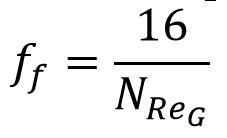 f_f = 16 / N_{Re_G}